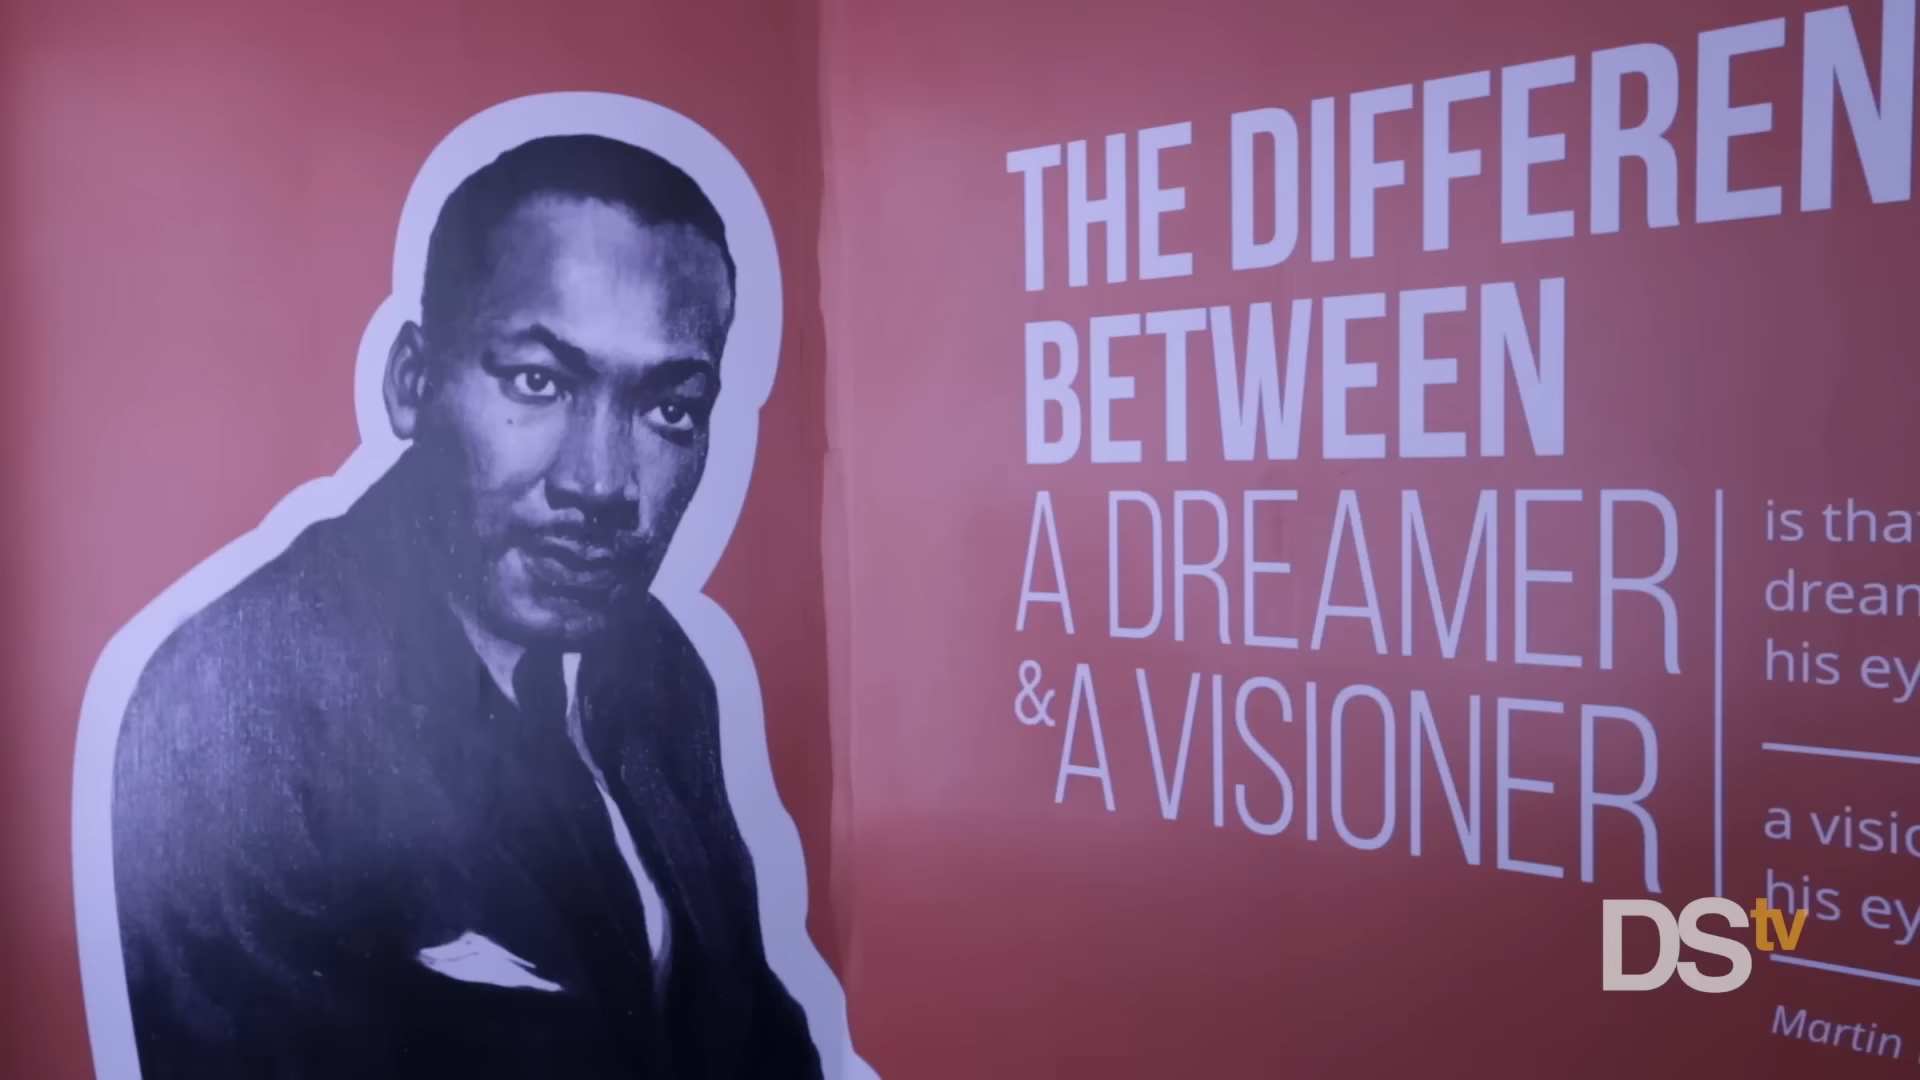 THE DIFFEREN
BETWEEN
A DREAMER
& A VISIONER
is tha
drean
his ey
a visio
his ey
Martin
DStv